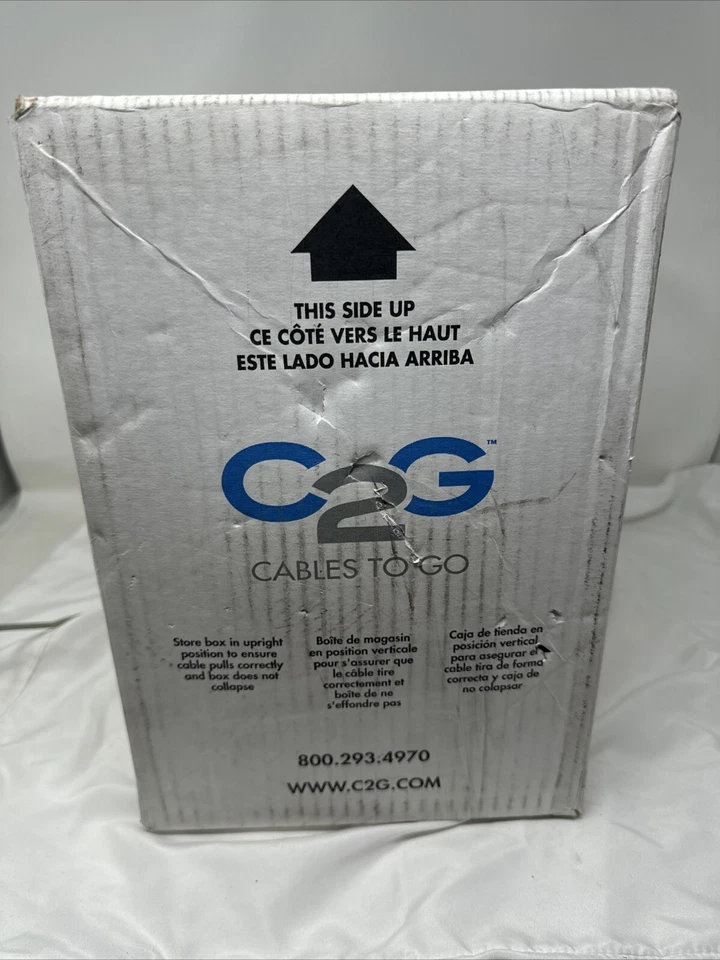 THIS SIDE UP
CE CÔTÉ VERS LE HAUT
ESTE LADO HACIA ARRIBA
C2G™
CABLES TO GO
Store box in upright
position to ensure
cable pulls correctly
and box does not
collapse
Boîte de magasin
en position verticale
pour s'assurer que
le câble tire
correctement et
boîte de ne
s'effondre pas
Caja de tienda en
posición vertical
para asegurar el
cable tira de forma
correcta y caja de
no colapsar
800.293.4970
WWW.C2G.COM